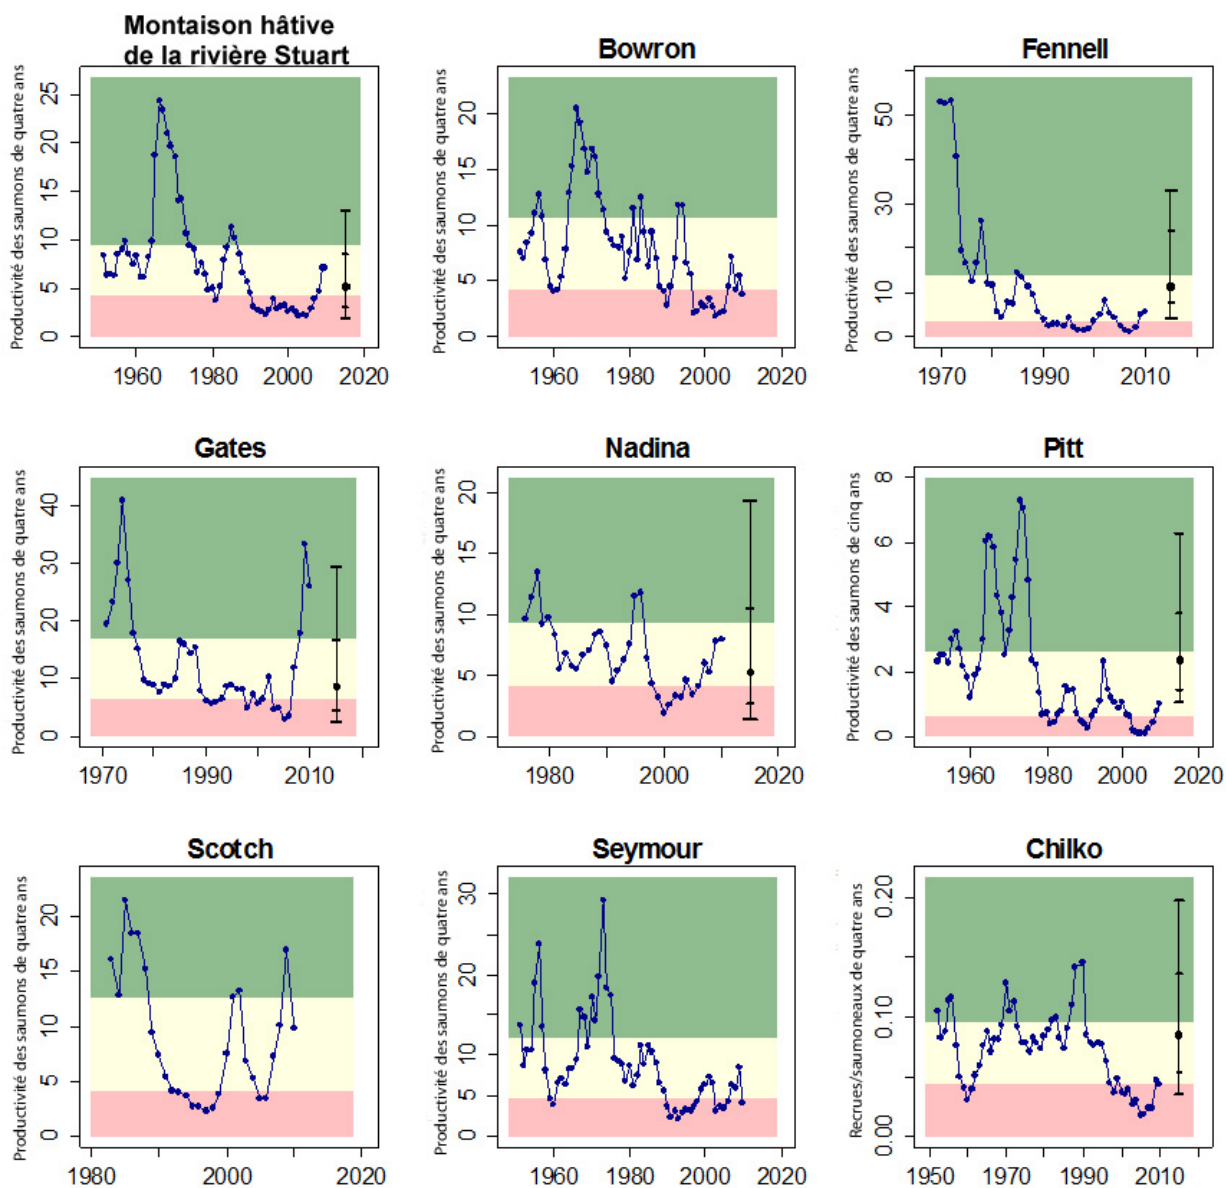 Montaison hâtive
de la rivière Stuart
Productivité des saumons de quatre ans
0 5 10 15 20 25
1960 1980 2000 2020
Bowron
Productivité des saumons de quatre ans
0 5 10 15 20
1960 1980 2000 2020
Fennell
Productivité des saumons de quatre ans
0 10 30 50
1970 1990 2010
Gates
Productivité des saumons de quatre ans
0 10 20 30 40
1970 1990 2010
Nadina
Productivité des saumons de quatre ans
0 5 10 15 20
1980 2000 2020
Pitt
Productivité des saumons de cinq ans
0 2 4 6 8
1960 1980 2000 2020
Scotch
Productivité des saumons de quatre ans
0 5 10 15 20
1980 2000 2020
Seymour
Productivité des saumons de quatre ans
0 5 10 20 30
1960 1980 2000 2020
Chilko
Recrues/saumoneaux de quatre ans
0.00 0.10 0.20
1950 1970 1990 2010